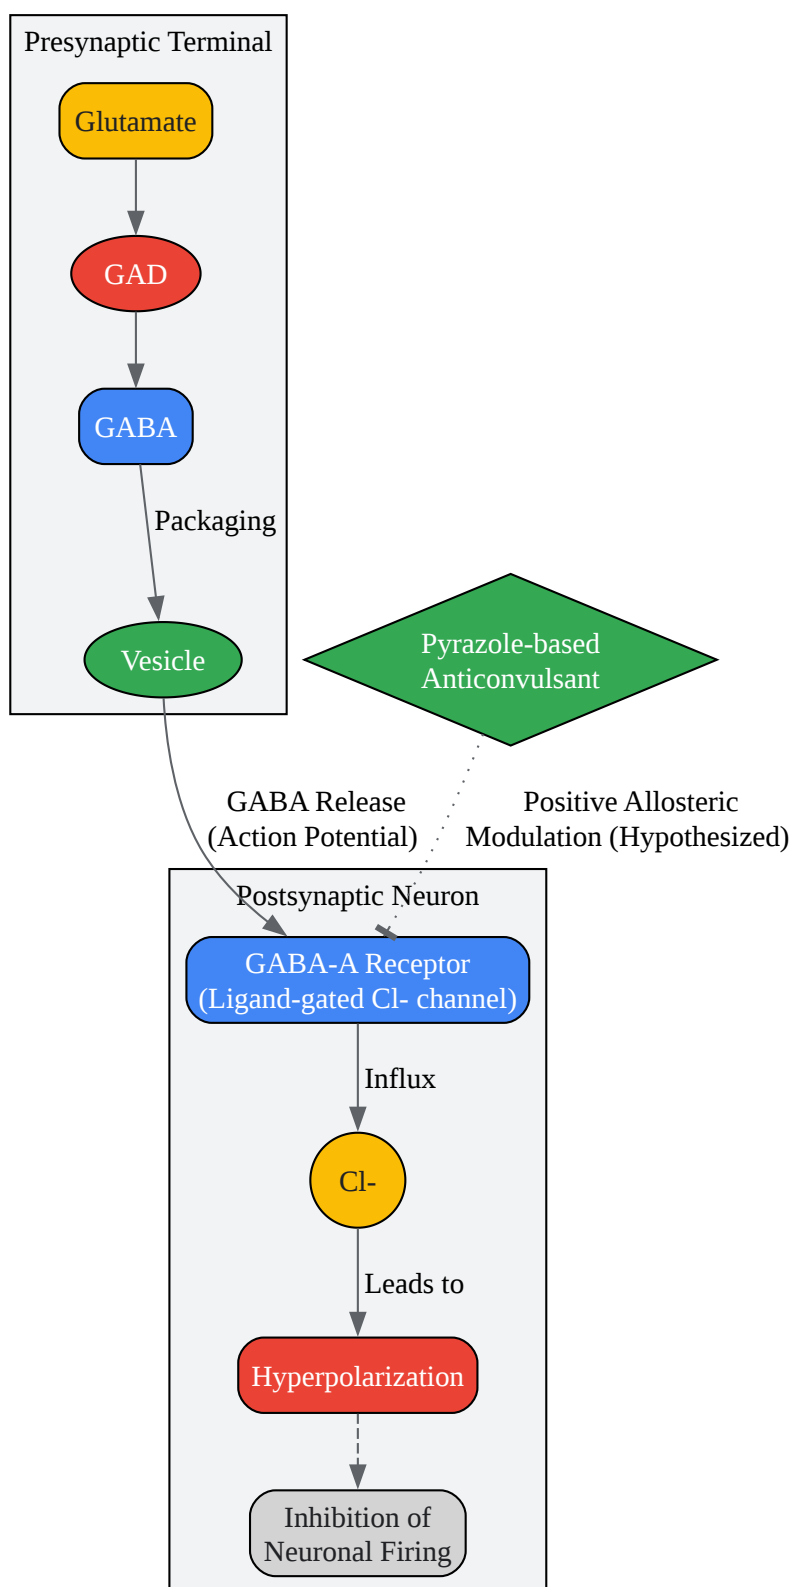 Presynaptic Terminal
Glutamate
GAD
GABA
Packaging
Vesicle
Pyrazole-based
Anticonvulsant
GABA Release
(Action Potential)
Positive Allosteric
Modulation (Hypothesized)
Postsynaptic Neuron
GABA-A Receptor
(Ligand-gated Cl- channel)
Influx
Cl-
Leads to
Hyperpolarization
Inhibition of
Neuronal Firing